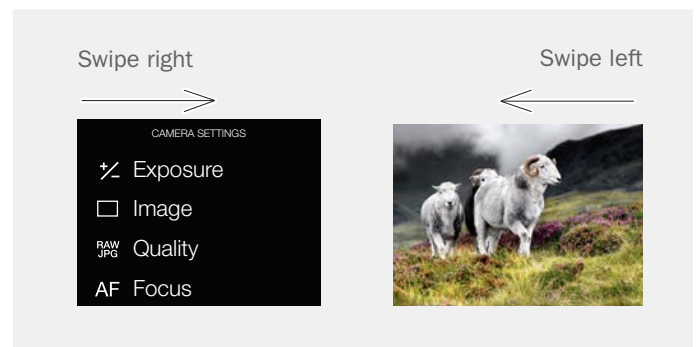 Swipe right
Swipe left
CAMERA SETTINGS
+/- Exposure
Image
RAW
JPG Quality
AF Focus